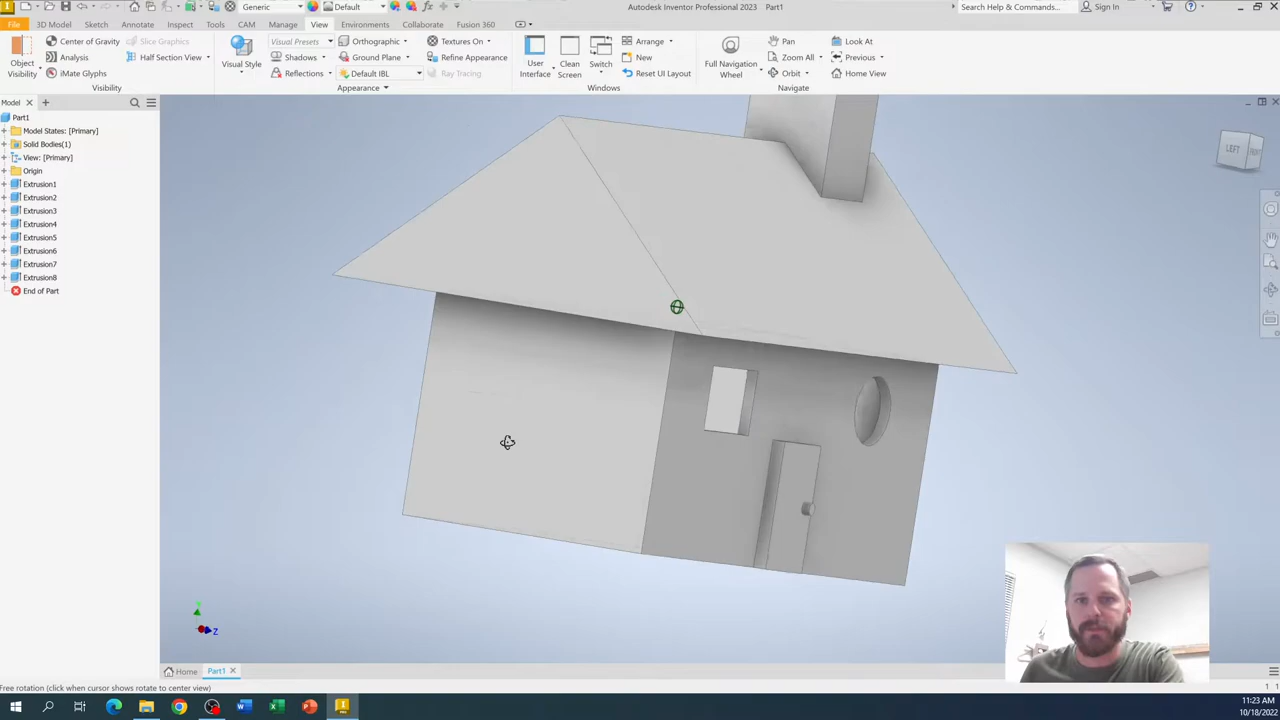 Generic
Default
Autodesk Inventor Professional 2023 Part1
Search Help & Commands...
Sign In
File 3D Model Sketch Annotate Inspect Tools CAM Manage View Environments Collaborate Fusion 360
Object
Visibility
Center of Gravity
Slice Graphics
Analysis
Half Section View
iMate Glyphs
Visibility
Visual Style
Visual Presets
Shadows
Reflections
Orthographic
Ground Plane
Default IBL
Textures On
Refine Appearance
Ray Tracing
Appearance
User
Interface
Clean
Screen
Switch
Arrange
New
Reset UI Layout
Windows
Full Navigation
Wheel
Pan
Zoom All
Orbit
Look At
Previous
Home View
Navigate
Model
Part1
Model States: [Primary]
Solid Bodies(1)
View: [Primary]
Origin
Extrusion1
Extrusion2
Extrusion3
Extrusion4
Extrusion5
Extrusion6
Extrusion7
Extrusion8
End of Part
LEFT
Z
Home Part1
Free rotation (click when cursor shows rotate to center view)
1 1
11:23 AM
10/18/2022